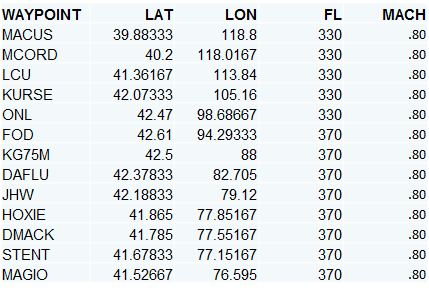 WAYPOINT LAT LON FL MACH
MACUS 39.88333 118.8 330 .80
MCORD 40.2 118.0167 330 .80
LCU 41.36167 113.84 330 .80
KURSE 42.07333 105.16 330 .80
ONL 42.47 98.68667 330 .80
FOD 42.61 94.29333 370 .80
KG75M 42.5 88 370 .80
DAFLU 42.37833 82.705 370 .80
JHW 42.18833 79.12 370 .80
HOXIE 41.865 77.85167 370 .80
DMACK 41.785 77.55167 370 .80
STENT 41.67833 77.15167 370 .80
MAGIO 41.52667 76.595 370 .80